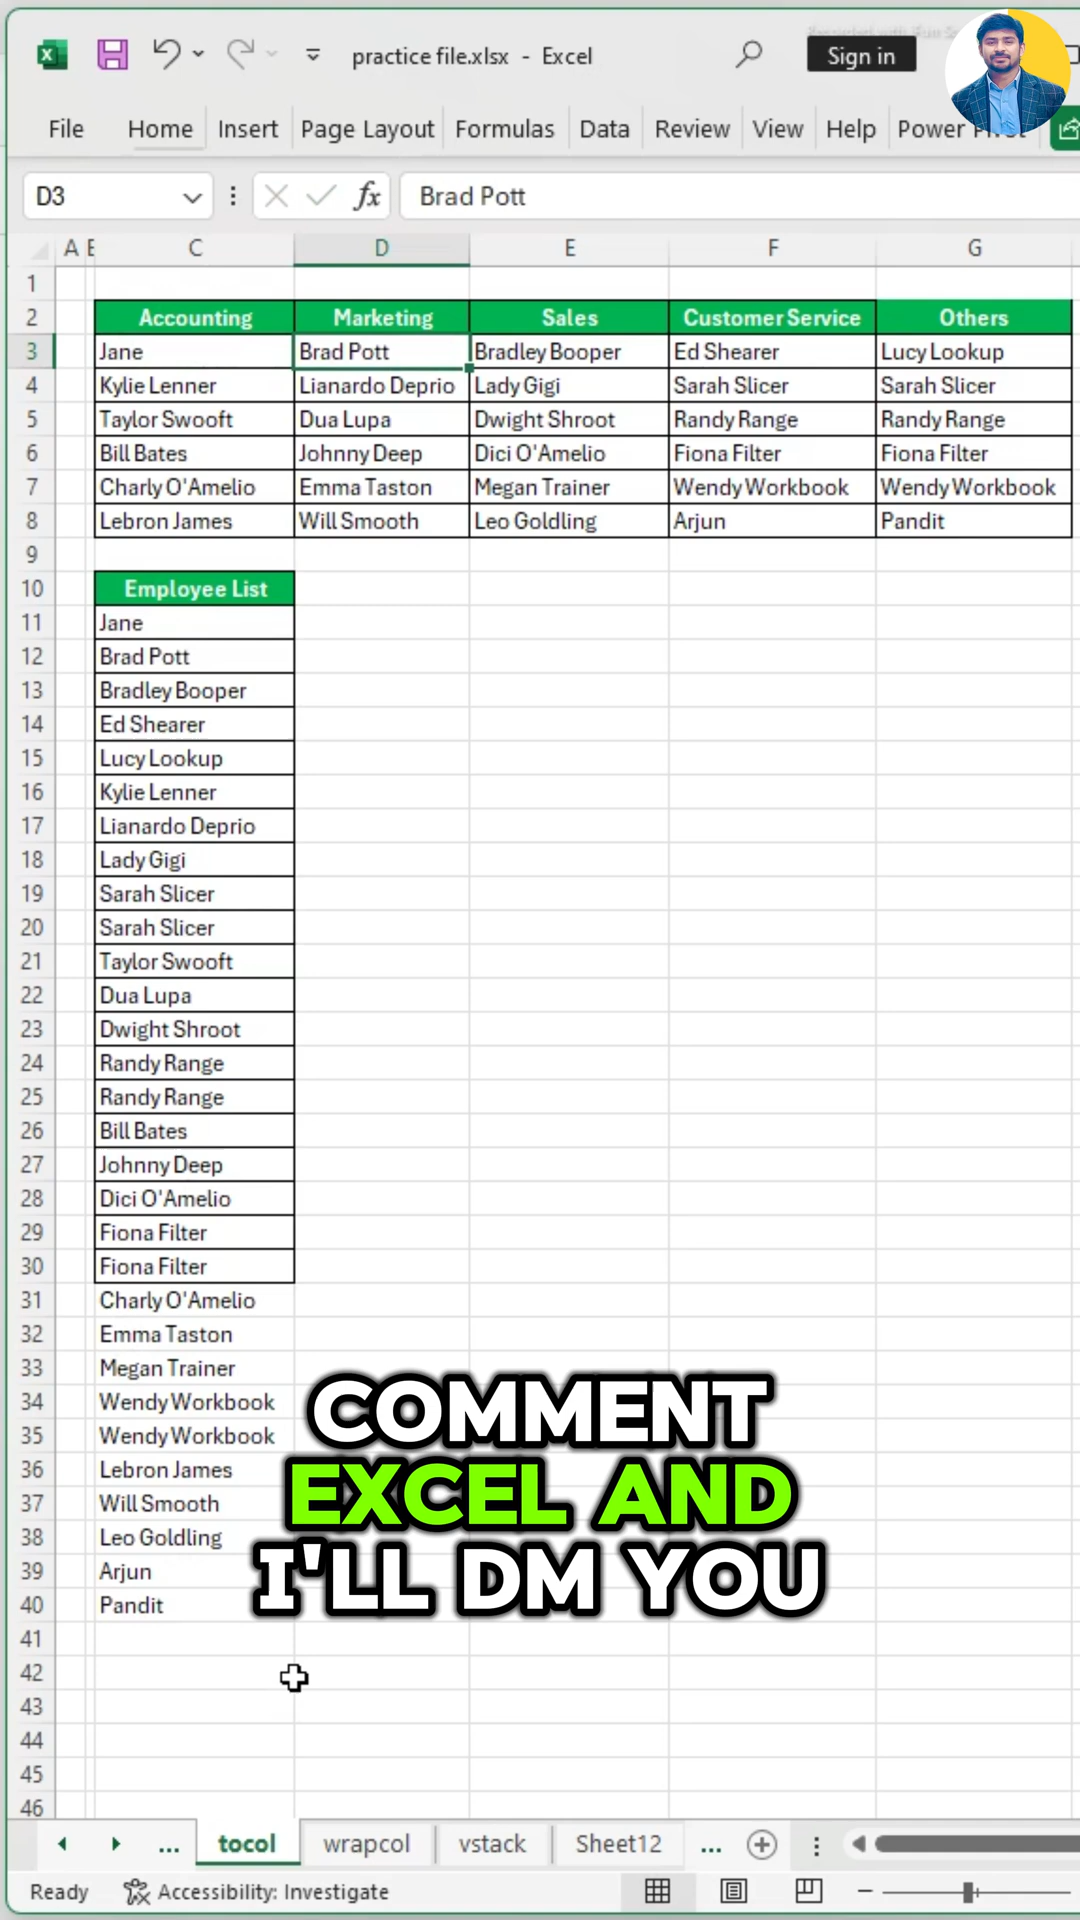 practice file.xlsx - Excel
Sign in
File Home Insert Page Layout Formulas Data Review View Help Power Pivot
D3 fx Brad Pott
A C D E F G
1
2 Accounting Marketing Sales Customer Service Others
3 Jane Brad Pott Bradley Booper Ed Shearer Lucy Lookup
4 Kylie Lenner Lianardo Deprio Lady Gigi Sarah Slicer Sarah Slicer
5 Taylor Swooft Dua Lupa Dwight Shroot Randy Range Randy Range
6 Bill Bates Johnny Deep Dici O'Amelio Fiona Filter Fiona Filter
7 Charly O'Amelio Emma Taston Megan Trainer Wendy Workbook Wendy Workbook
8 Lebron James Will Smooth Leo Goldling Arjun Pandit
9
10 Employee List
11 Jane
12 Brad Pott
13 Bradley Booper
14 Ed Shearer
15 Lucy Lookup
16 Kylie Lenner
17 Lianardo Deprio
18 Lady Gigi
19 Sarah Slicer
20 Sarah Slicer
21 Taylor Swooft
22 Dua Lupa
23 Dwight Shroot
24 Randy Range
25 Randy Range
26 Bill Bates
27 Johnny Deep
28 Dici O'Amelio
29 Fiona Filter
30 Fiona Filter
31 Charly O'Amelio
32 Emma Taston
33 Megan Trainer
34 Wendy Workbook
35 Wendy Workbook
36 Lebron James
37 Will Smooth
38 Leo Goldling
39 Arjun
40 Pandit
41
42
43
44
45
46
COMMENT
EXCEL AND
I'LL DM YOU
... tocol wrapcol vstack Sheet12 ...
Ready Accessibility: Investigate